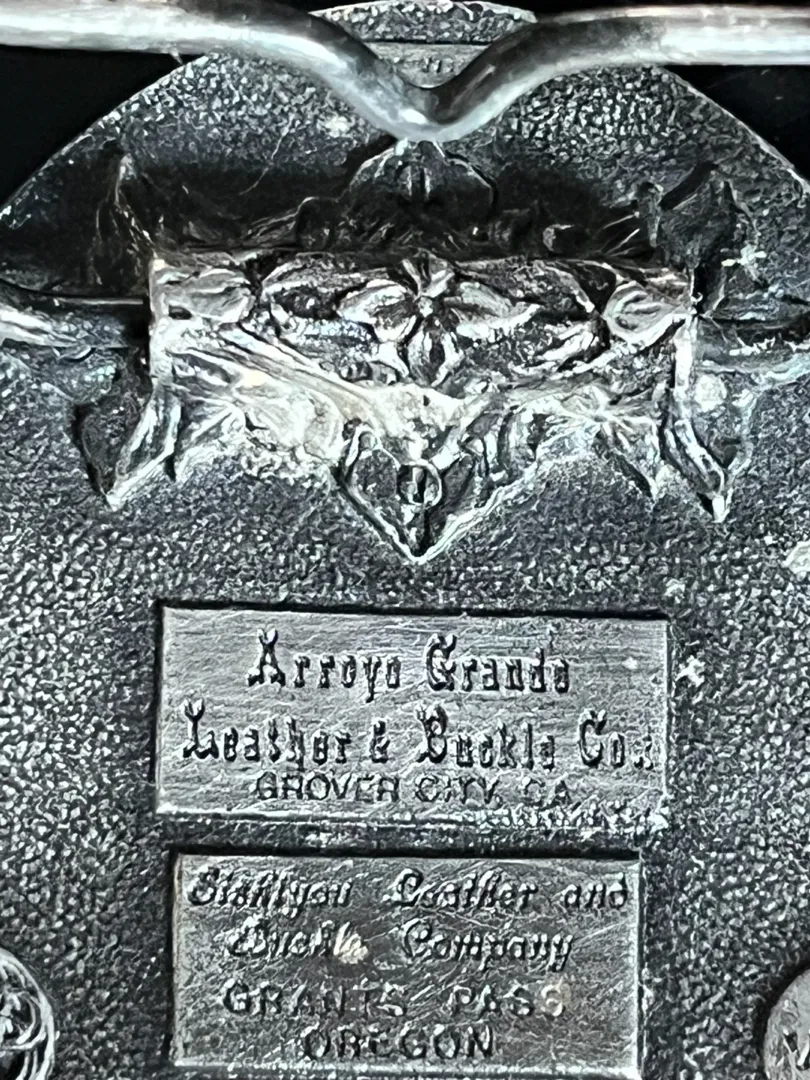 Arroyo Grande
Leather & Buckle Co.
GROVER CITY, CA
Siskiyou Leather and
Buckle Company
GRANTS PASS
OREGON